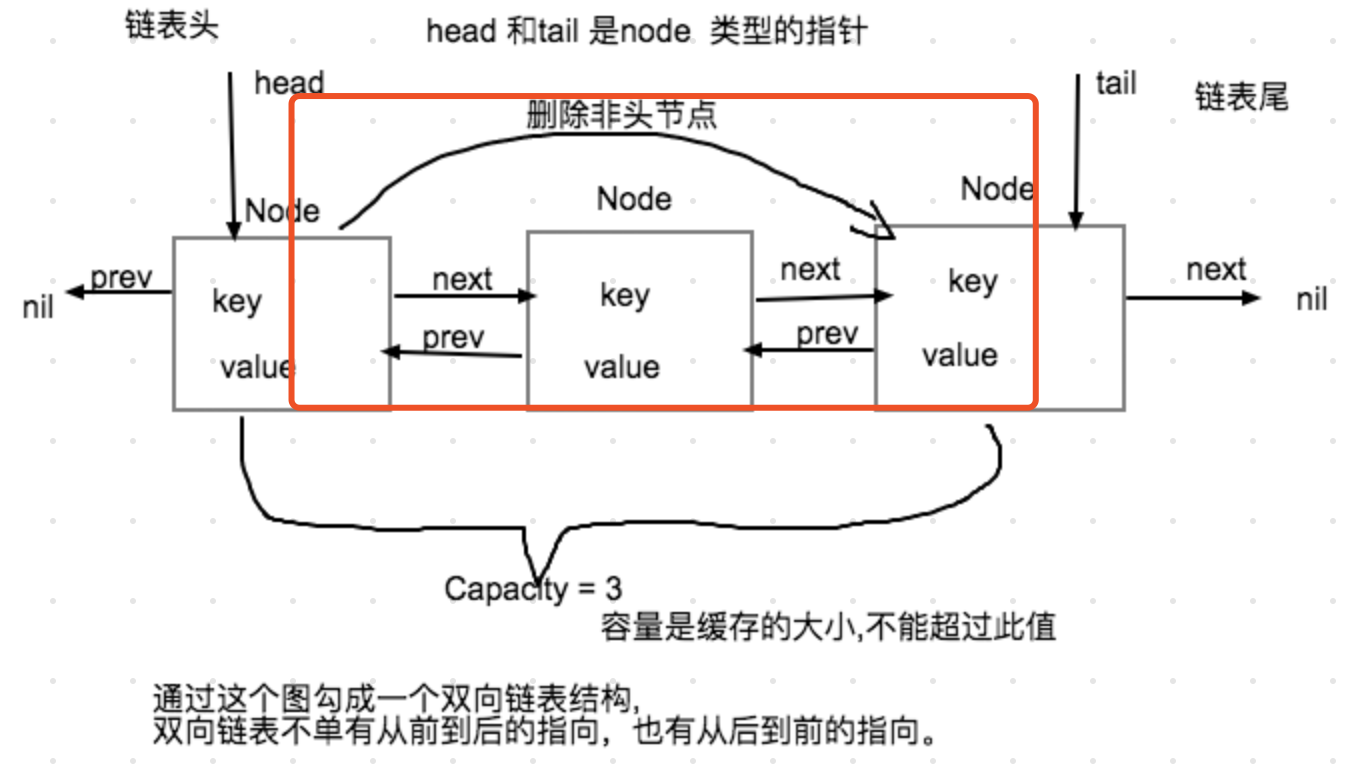 链表头
head 和tail 是node 类型的指针
head
tail
链表尾
删除非头节点
Node
Node
Node
prev
nil
key
value
next
prev
key
value
next
prev
key
value
next
nil
Capacity = 3
容量是缓存的大小,不能超过此值
通过这个图勾成一个双向链表结构,
双向链表不单有从前到后的指向，也有从后到前的指向。